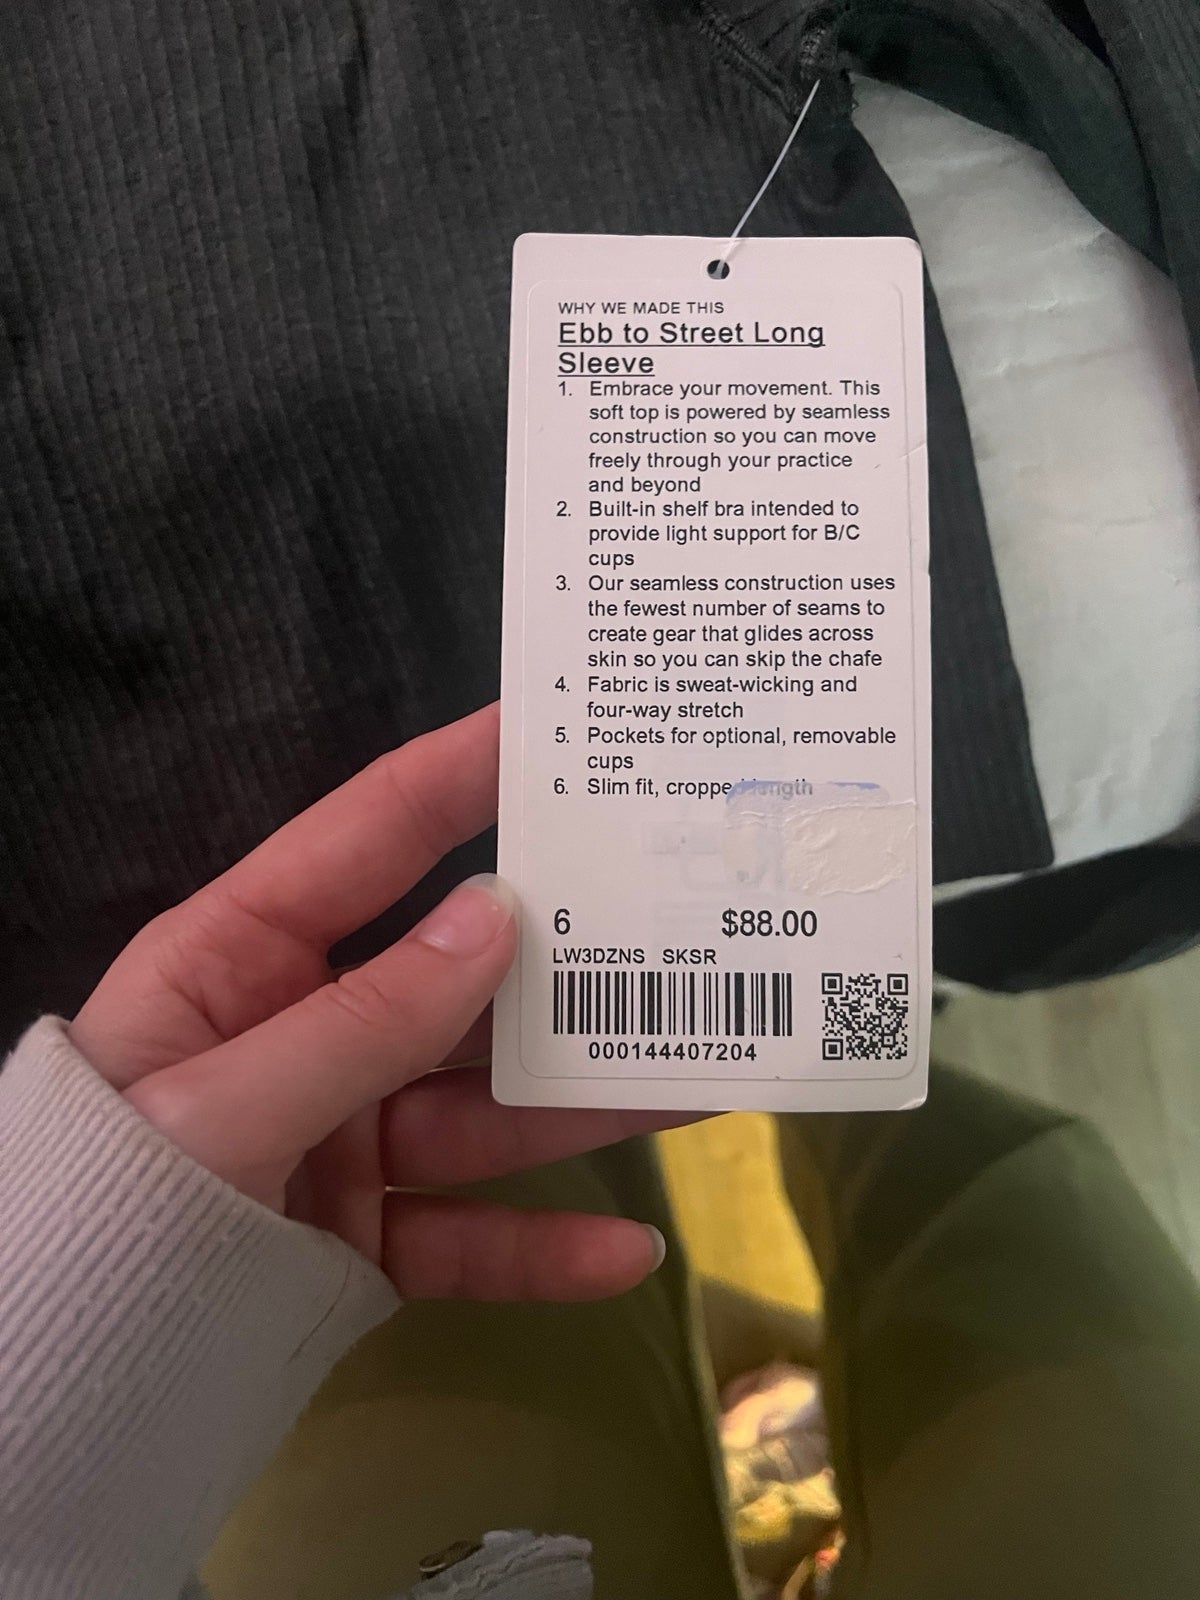 WHY WE MADE THIS
Ebb to Street Long
Sleeve
1. Embrace your movement. This
soft top is powered by seamless
construction so you can move
freely through your practice
and beyond
2. Built-in shelf bra intended to
provide light support for B/C
cups
3. Our seamless construction uses
the fewest number of seams to
create gear that glides across
skin so you can skip the chafe
4. Fabric is sweat-wicking and
four-way stretch
5. Pockets for optional, removable
cups
6. Slim fit, cropped length
6 $88.00
LW3DZNS SKSR
000144407204